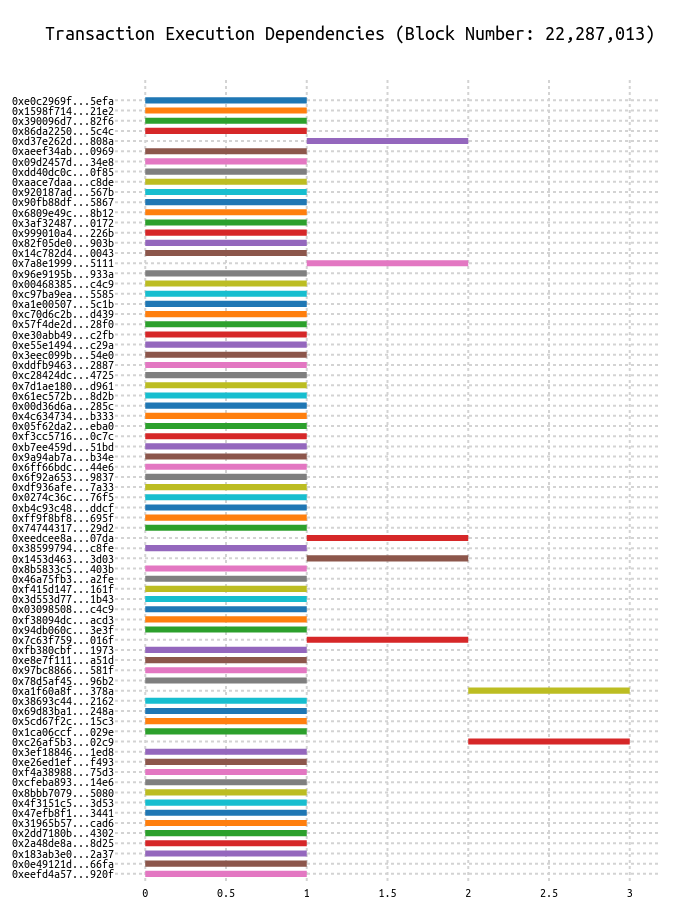 Transaction Execution Dependencies (Block Number: 22,287,013)
0xe0c2969f...5efa
0x1598f714...21e2
0x390096d7...82f6
0x86da2250...5c4c
0xd37e262d...808a
0xaeef34ab...0969
0x09d2457d...34e8
0xdd40dc0c...0f85
0xaace7daa...c8de
0x920187ad...567b
0x90fb88df...5867
0x6809e49c...8b12
0x3af32487...0172
0x999010a4...226b
0x82f05de0...903b
0x14c782d4...0043
0x7a8e1999...5111
0x96e9195b...933a
0x00468385...c4c9
0xc97ba9ea...5585
0xa1e00507...5c1b
0xc70d6c2b...d439
0x57f4de2d...28f0
0xe30abb49...c2fb
0xe55e1494...c29a
0x3eec099b...54e0
0xddfb9463...2887
0xc28424dc...4725
0x7d1ae180...d961
0x61ec572b...8d2b
0x00d36d6a...285c
0x4c634734...b333
0x05f62da2...eba0
0xf3cc5716...0c7c
0xb7ee459d...51bd
0x9a94ab7a...b34e
0x6ff66bdc...44e6
0x6f92a653...9837
0xdf936afe...7a33
0x0274c36c...76f5
0xb4c93c48...ddcf
0xff9f8bf8...695f
0x74744317...29d2
0xeedcee8a...07da
0x38599794...c8fe
0x1453d463...3d03
0x8b5833c5...403b
0x46a75fb3...a2fe
0xf415d147...161f
0x3d553d77...1b43
0x03098508...c4c9
0xf38094dc...acd3
0x94db060c...3e3f
0x7c63f759...016f
0xfb380cbf...1973
0xe8e7f111...a51d
0x97bc8866...581f
0x78d5af45...96b2
0xa1f60a8f...378a
0x38693c44...2162
0x69d83ba1...248a
0x5cd67f2c...15c3
0x1ca06ccf...029e
0xc26af5b3...02c9
0x3ef18846...1ed8
0xe26ed1ef...f493
0xf4a38988...75d3
0xcfeba893...14e6
0x8bbb7079...5080
0x4f3151c5...3d53
0x47efb8f1...3441
0x31965b57...cad6
0x2dd7180b...4302
0x2a48de8a...8d25
0x183ab3e0...2a37
0x0e49121d...66fa
0xeefd4a57...920f
0 0.5 1 1.5 2 2.5 3